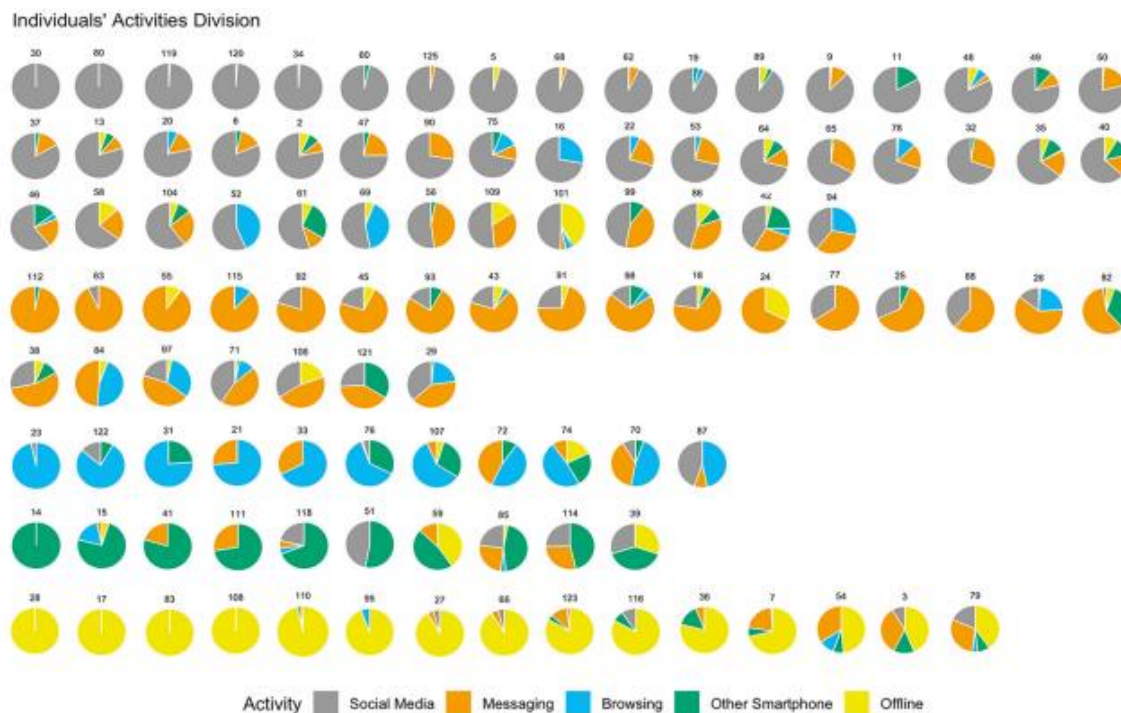 Individuals' Activities Division
30 80 119 120 34 60 125 5 68 62 19 89 9 11 48 49 50
37 13 20 6 2 47 90 75 16 22 53 64 65 78 32 35 40
46 58 104 52 61 69 56 109 101 99 86 42 94
112 63 55 115 92 45 93 43 91 98 18 24 77 25 88 26 82
38 84 97 71 106 121 29
23 122 31 21 33 76 107 72 74 70 87
14 15 41 111 118 51 59 85 114 39
28 17 83 108 110 95 27 66 123 116 36 7 54 3 79
Activity Social Media Messaging Browsing Other Smartphone Offline